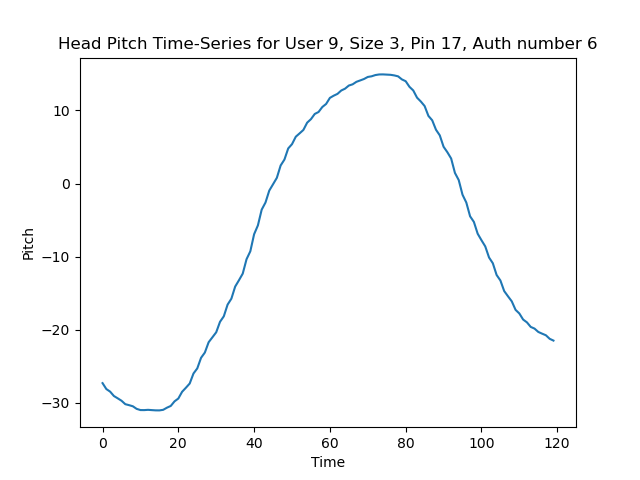 Head Pitch Time-Series for User 9, Size 3, Pin 17, Auth number 6
10
0
−10
−20
−30
Pitch
0 20 40 60 80 100 120
Time